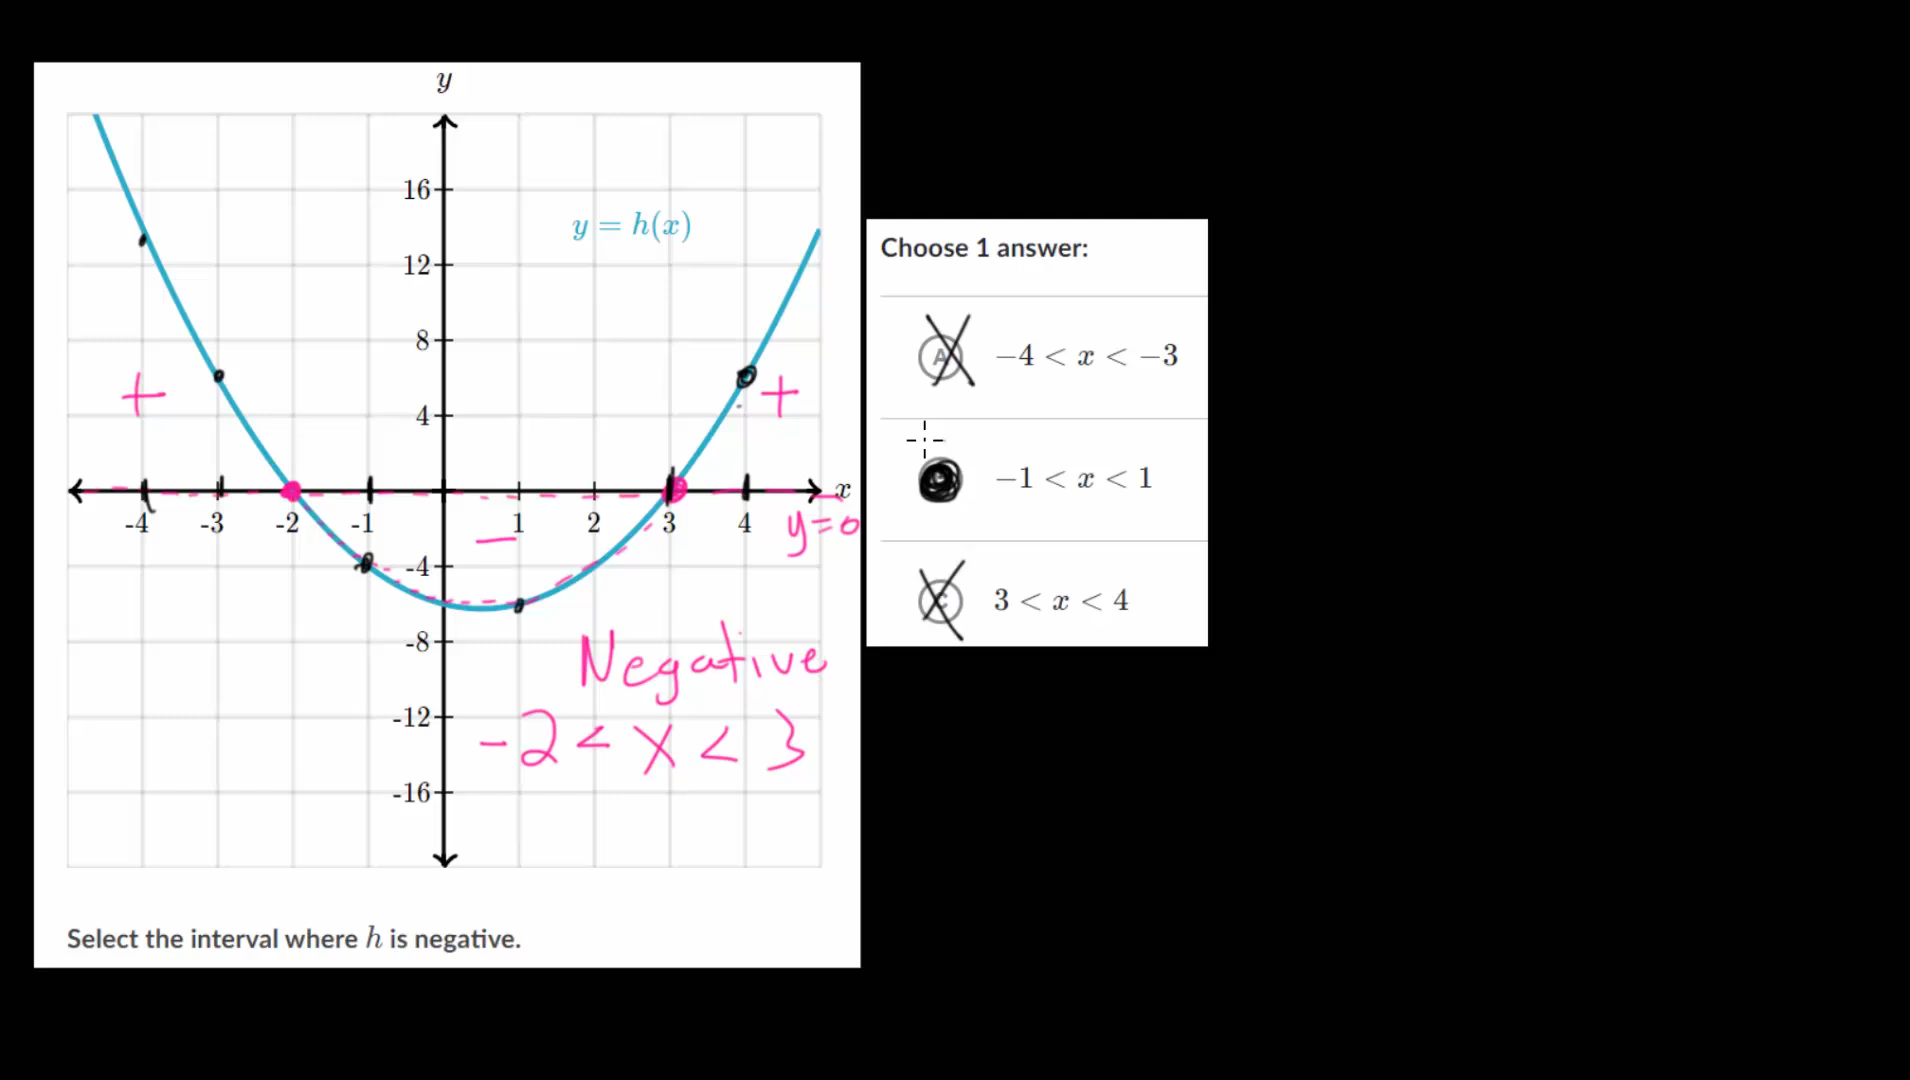 y
16
y = h(x)
12
8
4
+
+
x
-4 -3 -2 -1 1 2 3 4
y=0
−
-4
-8
Negative
-12
-2 < x < 3
-16
Select the interval where h is negative.
Choose 1 answer:
A −4 < x < −3
−1 < x < 1
C 3 < x < 4